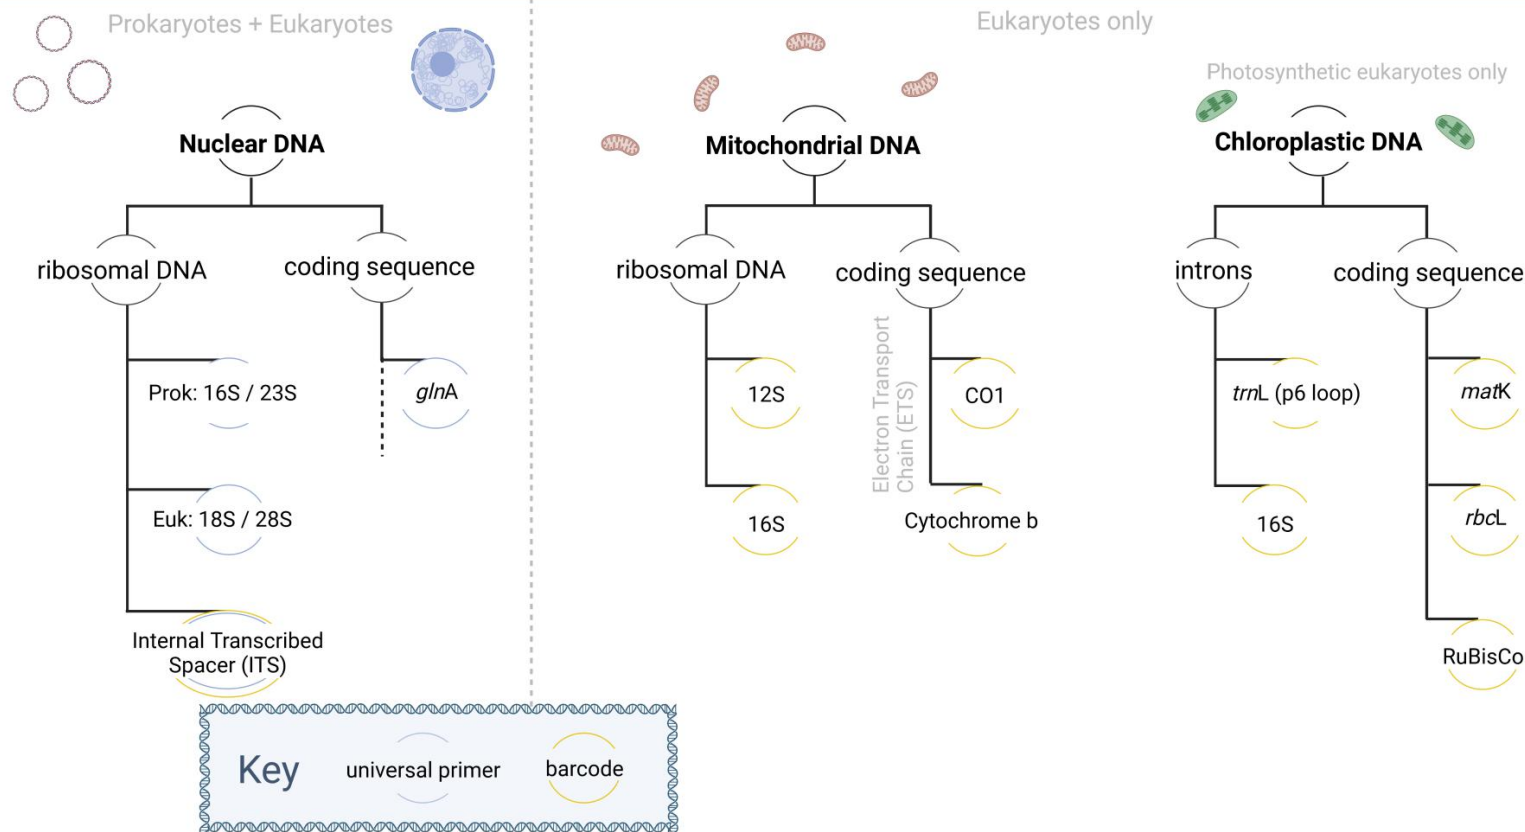 Prokaryotes + Eukaryotes
Eukaryotes only
Photosynthetic eukaryotes only
Nuclear DNA
ribosomal DNA
coding sequence
Prok: 16S / 23S
glnA
Euk: 18S / 28S
Internal Transcribed
Spacer (ITS)
Mitochondrial DNA
ribosomal DNA
coding sequence
Electron Transport
Chain (ETS)
12S
CO1
16S
Cytochrome b
Chloroplastic DNA
introns
coding sequence
trnL (p6 loop)
matK
16S
rbcL
RuBisCo
Key
universal primer
barcode